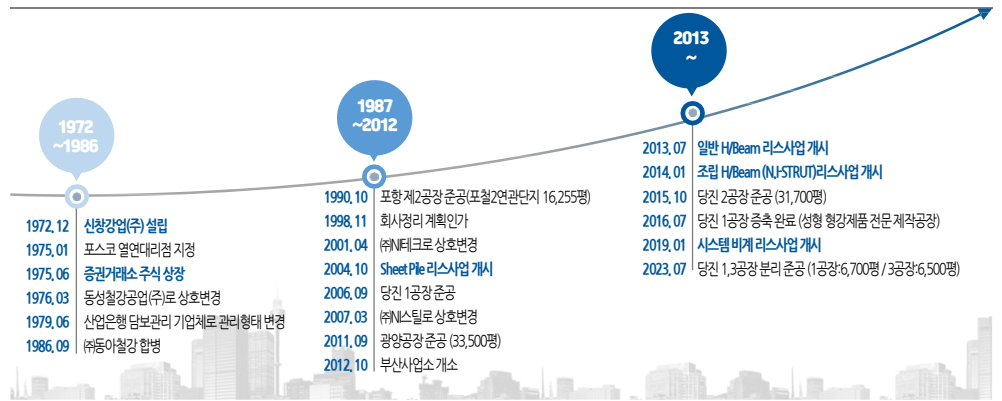 1972
~1986
1972. 12 신창강업(주) 설립
1975. 01 포스코 열연대리점 지정
1975. 06 증권거래소 주식 상장
1976. 03 동성철강공업(주)로 상호변경
1979. 06 산업은행 담보관리 기업체로 관리형태 변경
1986. 09 ㈜동아철강 합병
1987
~2012
1990. 10 포항 제2공장 준공(포철2연관단지 16,255평)
1998. 11 회사정리 계획인가
2001. 04 ㈜NI테크로 상호변경
2004. 10 Sheet Pile 리스사업 개시
2006. 09 당진 1공장 준공
2007. 03 ㈜NI스틸로 상호변경
2011. 09 광양공장 준공 (33,500평)
2012. 10 부산사업소 개소
2013
~
2013. 07 일반 H/Beam 리스사업 개시
2014. 01 조립 H/Beam (N,I-STRUT)리스사업 개시
2015. 10 당진 2공장 준공 (31,700평)
2016. 07 당진 1공장 증축 완료 (성형 형강제품 전문 제작공장)
2019. 01 시스템 비계 리스사업 개시
2023. 07 당진 1,3공장 분리 준공 (1공장:6,700평 / 3공장:6,500평)